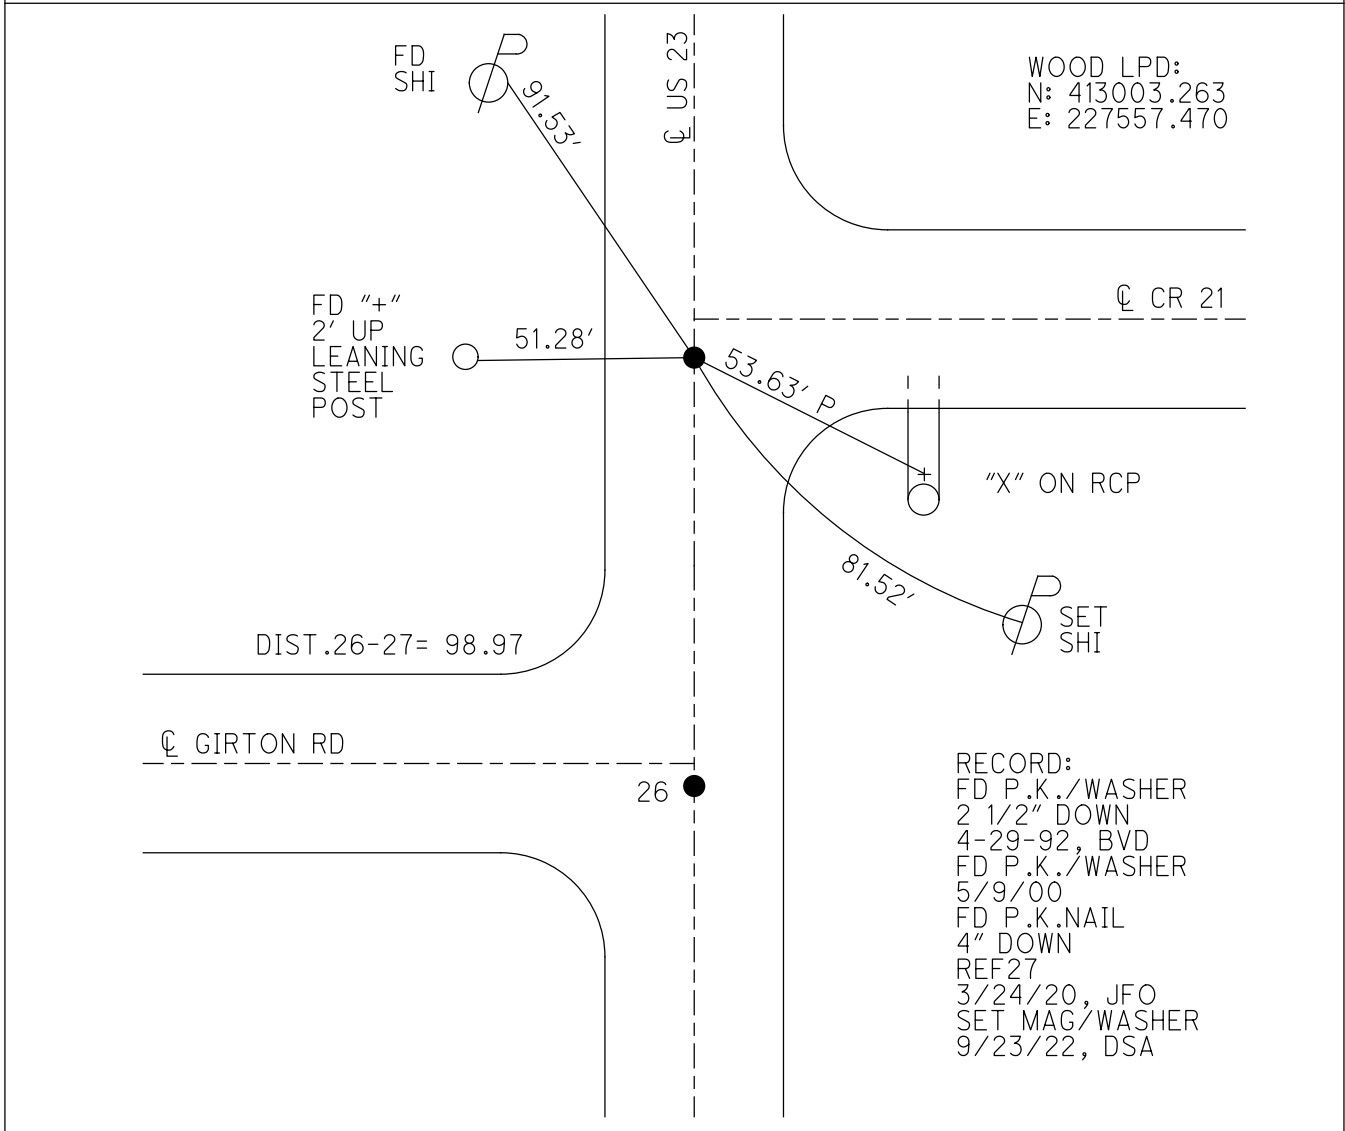 FD
SHI
91.53'
℄ US 23
WOOD LPD:
N: 413003.263
E: 227557.470
FD "+"
2' UP
LEANING
STEEL
POST
51.28'
℄ CR 21
53.63' P
"X" ON RCP
81.52'
SET
SHI
DIST.26-27= 98.97
℄ GIRTON RD
26
RECORD:
FD P.K./WASHER
2 1/2" DOWN
4-29-92, BVD
FD P.K./WASHER
5/9/00
FD P.K.NAIL
4" DOWN
REF27
3/24/20, JFO
SET MAG/WASHER
9/23/22, DSA